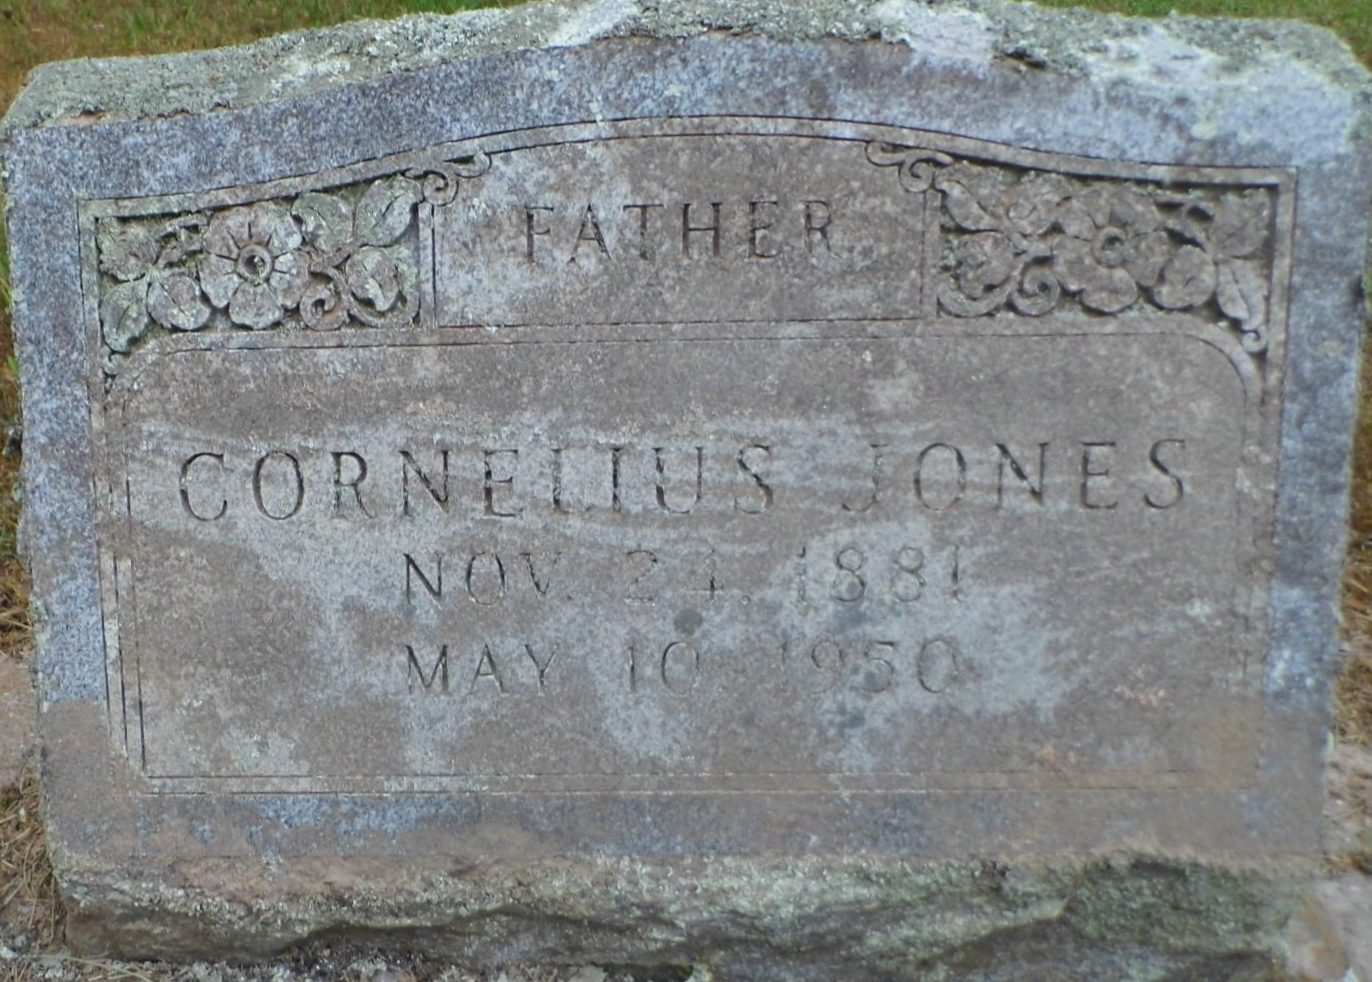 FATHER
CORNELIUS JONES
NOV. 24. 1881
MAY 10 1950